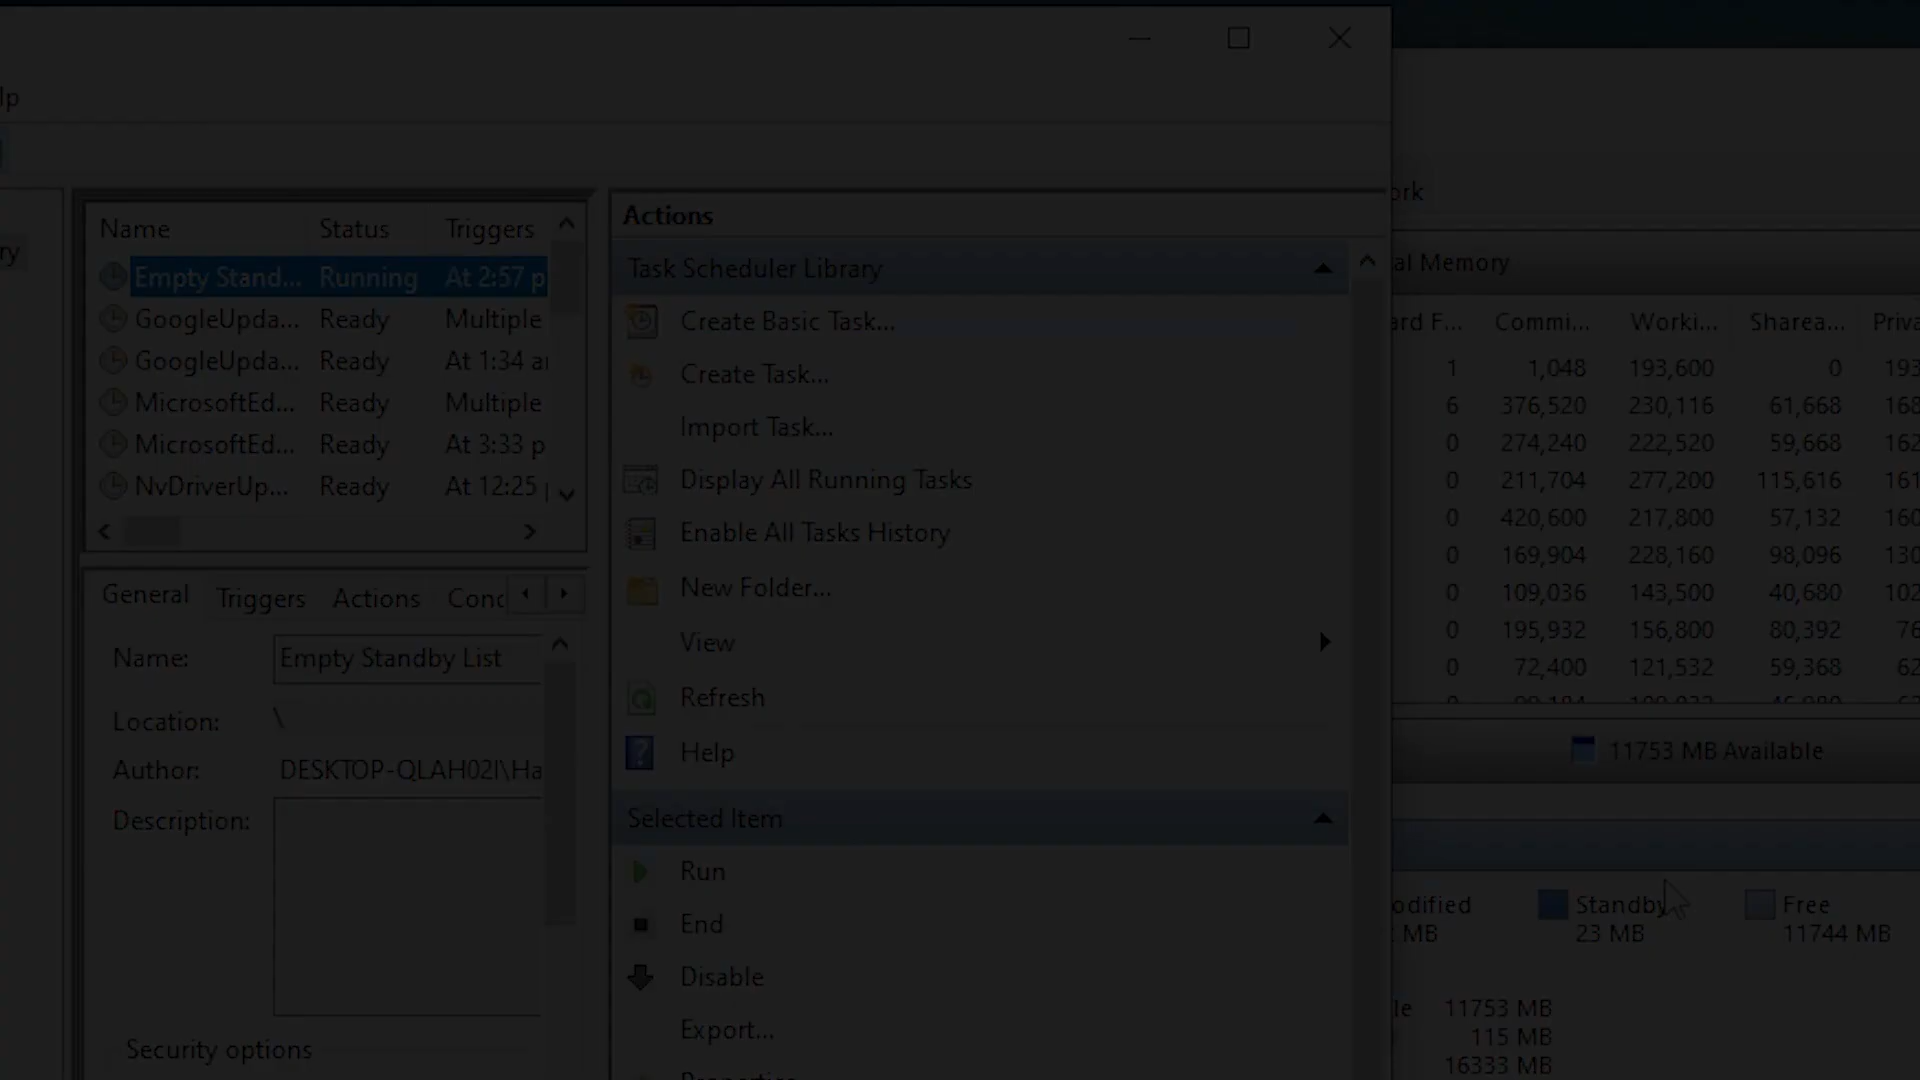 lp
ry
Name Status Triggers
Empty Stand... Running At 2:57 p
GoogleUpda... Ready Multiple
GoogleUpda... Ready At 1:34 a
MicrosoftEd... Ready Multiple
MicrosoftEd... Ready At 3:33 p
NvDriverUp... Ready At 12:25
General Triggers Actions Conc
Name: Empty Standby List
Location: \
Author: DESKTOP-QLAH02I\Ha
Description:
Security options
Actions
Task Scheduler Library
Create Basic Task...
Create Task...
Import Task...
Display All Running Tasks
Enable All Tasks History
New Folder...
View
Refresh
Help
Selected Item
Run
End
Disable
Export...
Properties
ork
al Memory
ard F... Commi... Worki... Sharea... Priva
1 1,048 193,600 0 193
6 376,520 230,116 61,668 168
0 274,240 222,520 59,668 162
0 211,704 277,200 115,616 161
0 420,600 217,800 57,132 160
0 169,904 228,160 98,096 130
0 109,036 143,500 40,680 102
0 195,932 156,800 80,392 76
0 72,400 121,532 59,368 62
11753 MB Available
odified Standby Free
MB 23 MB 11744 MB
le 11753 MB
115 MB
16333 MB